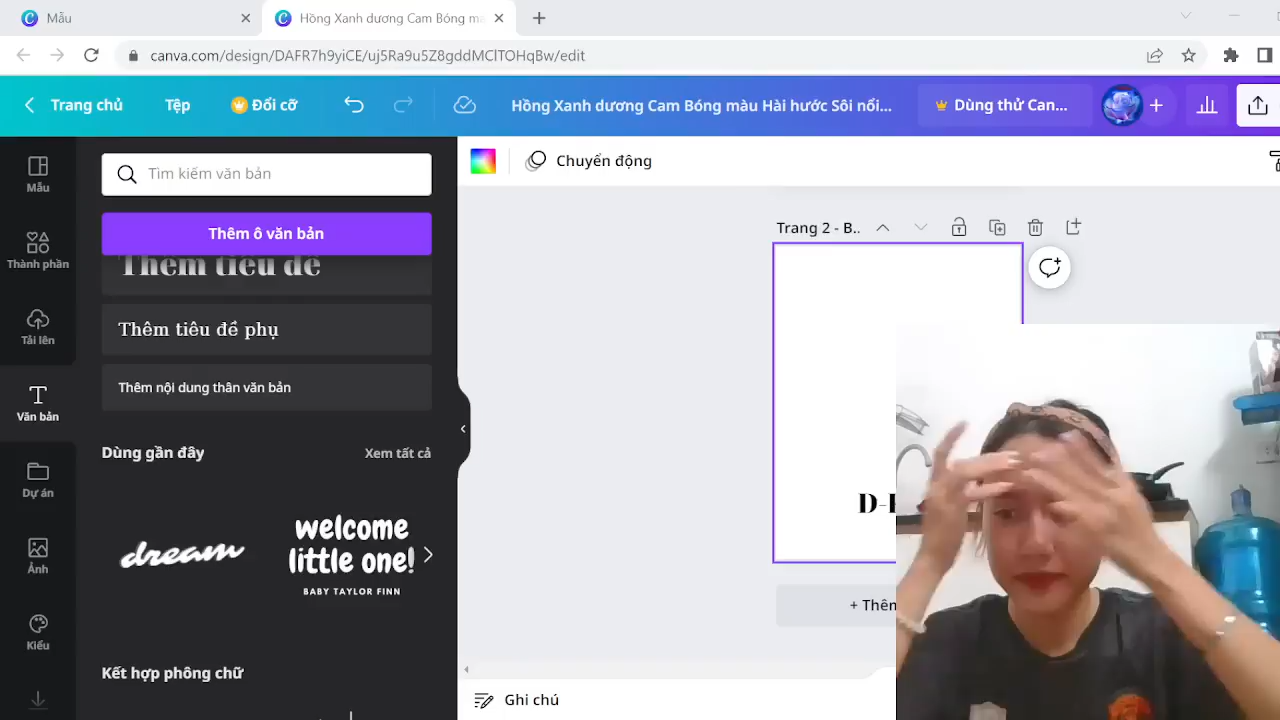 Mẫu
Hồng Xanh dương Cam Bóng mà
canva.com/design/DAFR7h9yiCE/uj5Ra9u5Z8gddMClTOHqBw/edit
Trang chủ
Tệp
Đổi cỡ
Hồng Xanh dương Cam Bóng màu Hài hước Sôi nổi...
Dùng thử Can...
Mẫu
Thành phần
Tải lên
Văn bản
Dự án
Ảnh
Kiểu
Tìm kiếm văn bản
Thêm ô văn bản
Thêm tiêu đề
Thêm tiêu đề phụ
Thêm nội dung thân văn bản
Dùng gần đây
Xem tất cả
dream
welcome
little one!
BABY TAYLOR FINN
Kết hợp phông chữ
Chuyển động
Trang 2 - B..
+ Thên
Ghi chú